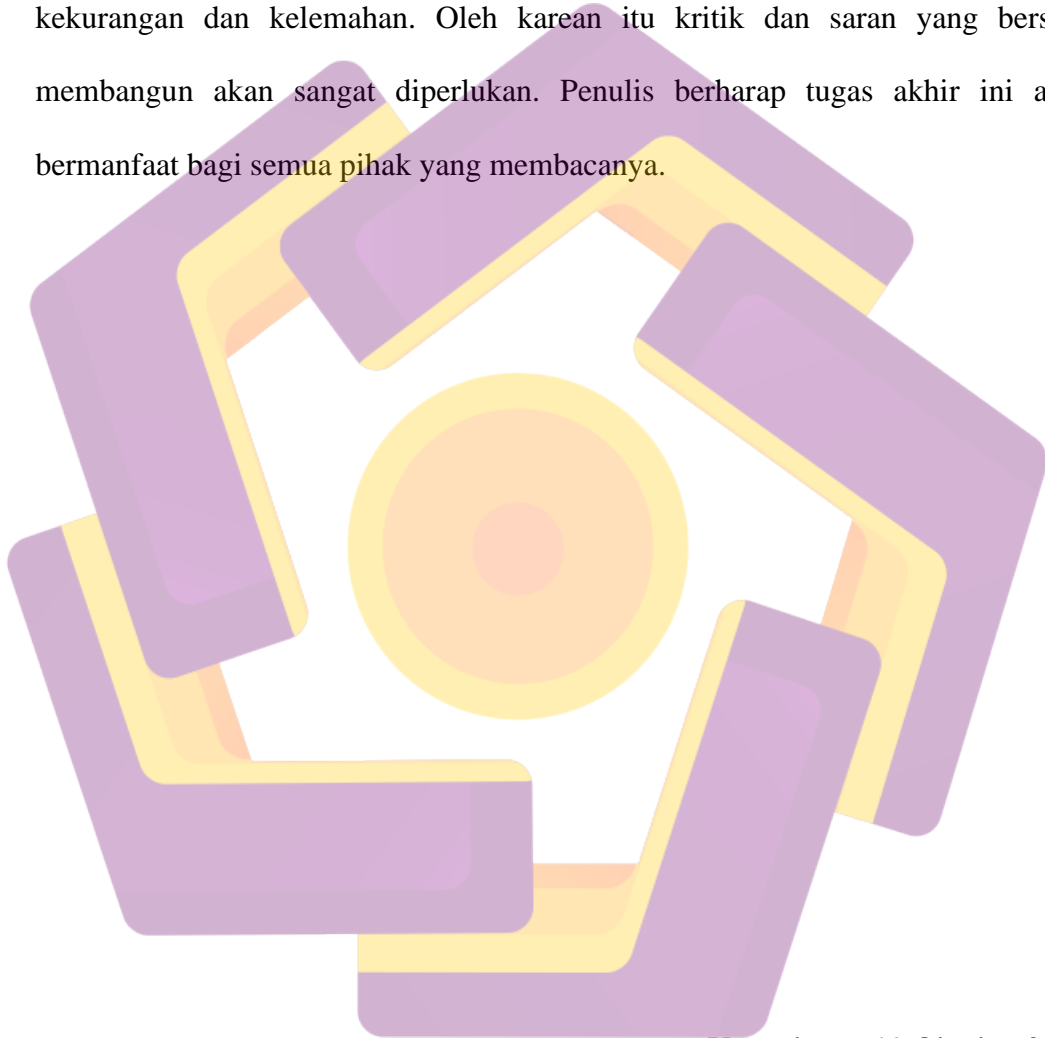 kekurangan dan kelemahan. Oleh karean itu kritik dan saran yang bers
membangun akan sangat diperlukan. Penulis berharap tugas akhir ini a
bermanfaat bagi semua pihak yang membacanya.